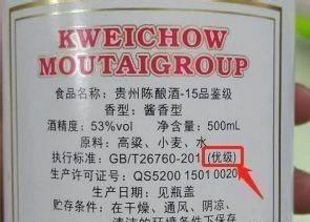 KWEICHOW
MOUTAIGROUP
食品名称：贵州陈酿酒-15品鉴级
香型：酱香型
酒精度：53%vol 净含量：500mL
原料：高粱、小麦、水
执行标准：GB/T26760-201 (优级)
生产许可证号：QS5200 1501 0020
生产日期：见瓶盖
贮存条件：在干燥、通风、阴凉、